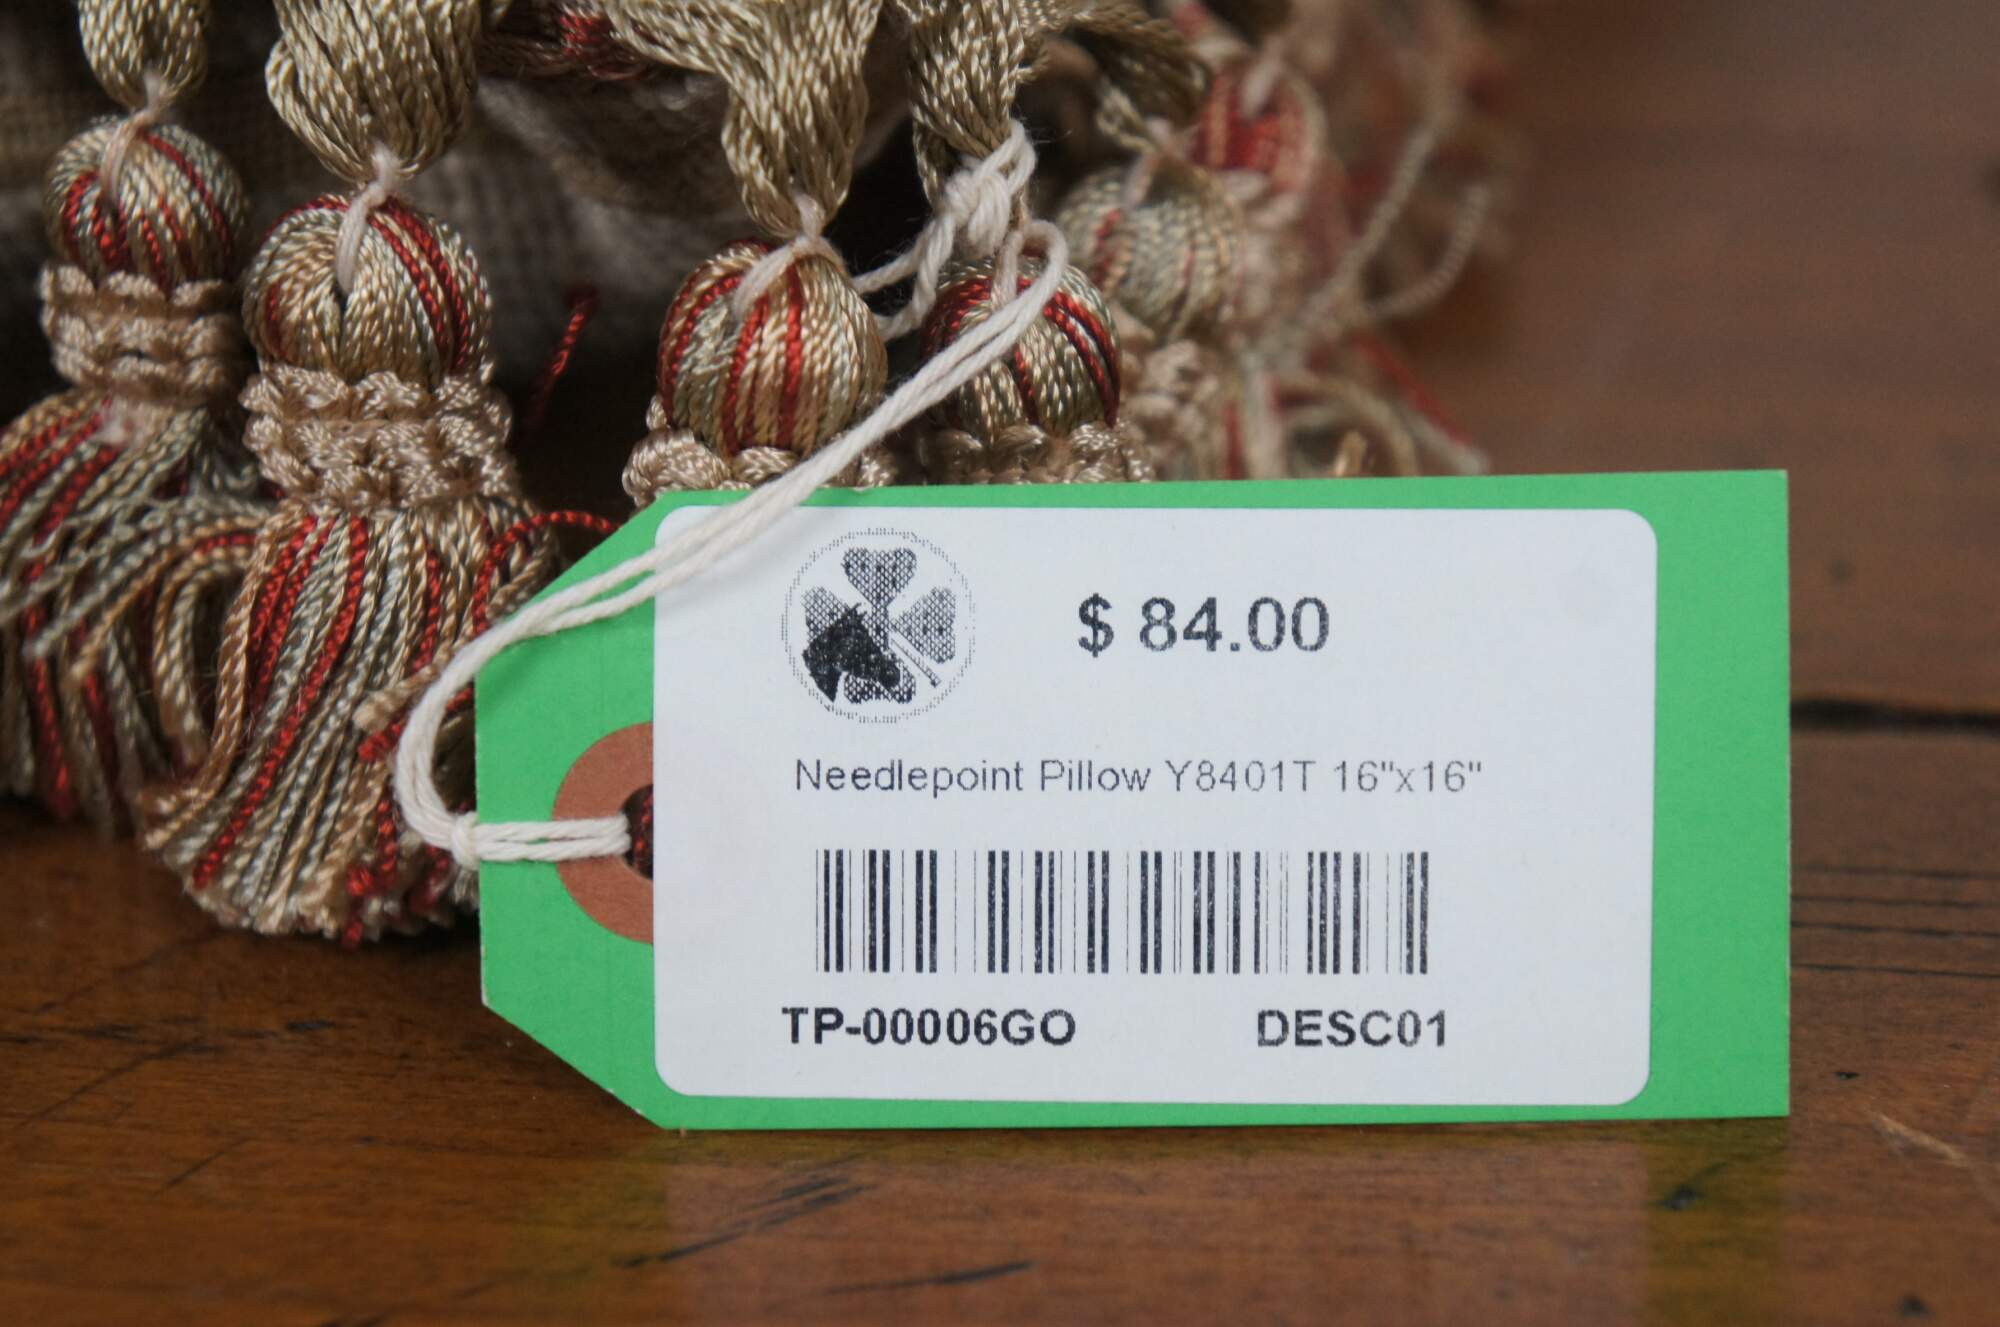 $ 84.00
Needlepoint Pillow Y8401T 16"x16"
TP-00006GO DESC01